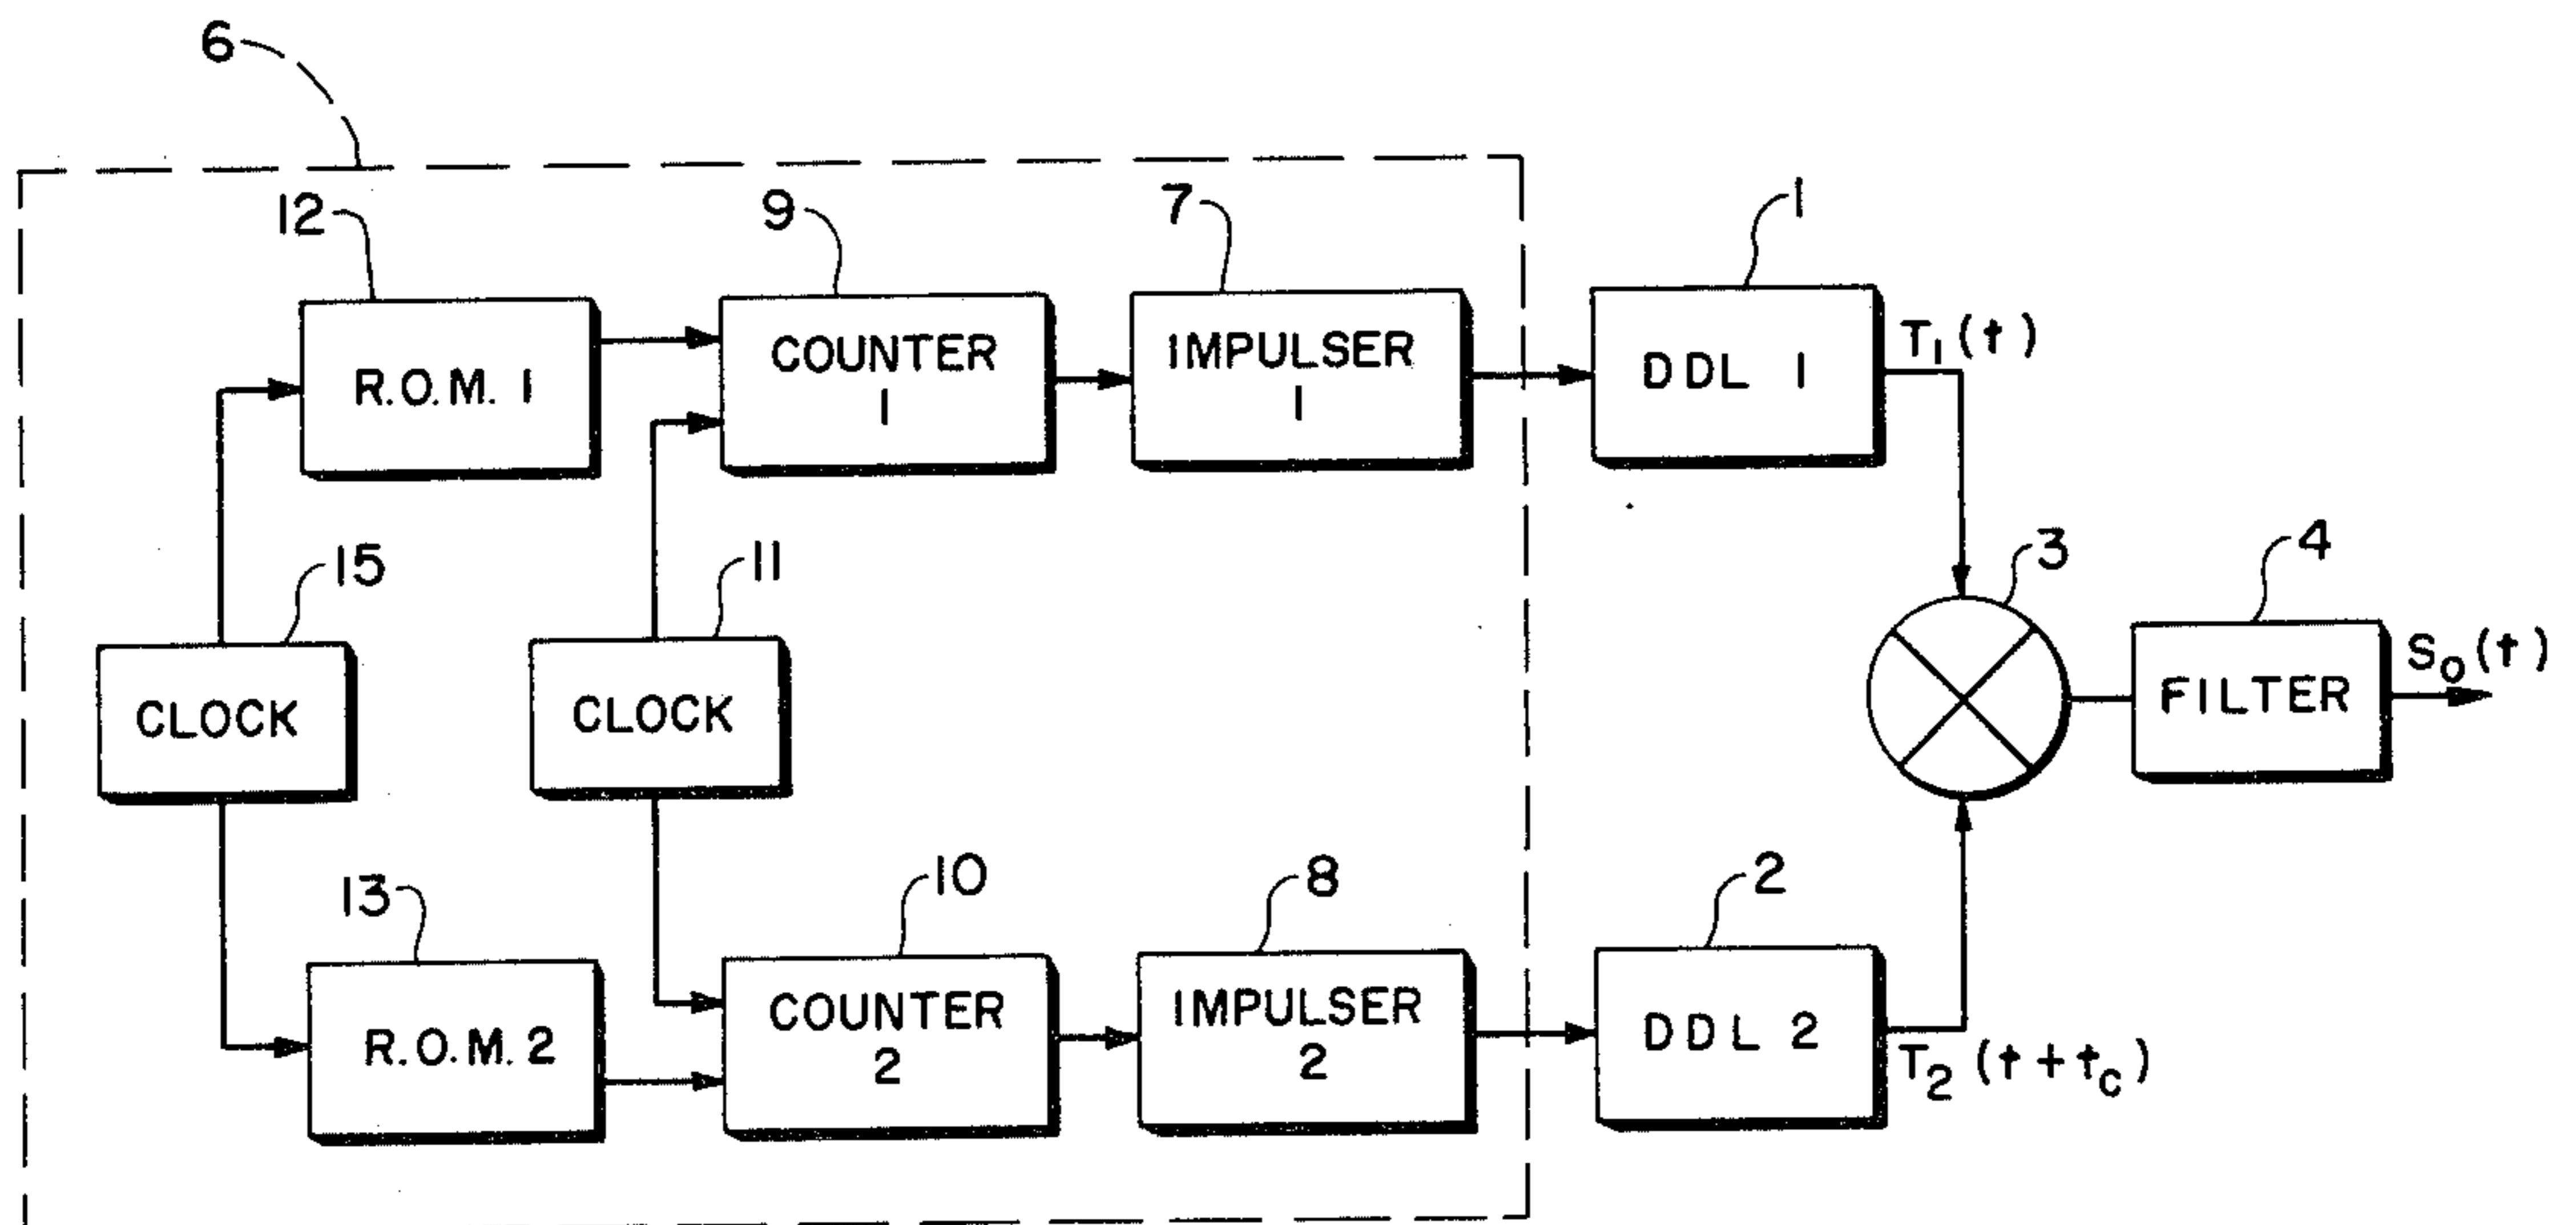 6
12
9
7
1
R.O.M. 1
COUNTER
1
IMPULSER
1
DDL 1
T₁(t)
15
11
3
4
CLOCK
CLOCK
FILTER
S₀(t)
13
10
8
2
R.O.M. 2
COUNTER
2
IMPULSER
2
DDL 2
T₂(t+t_c)